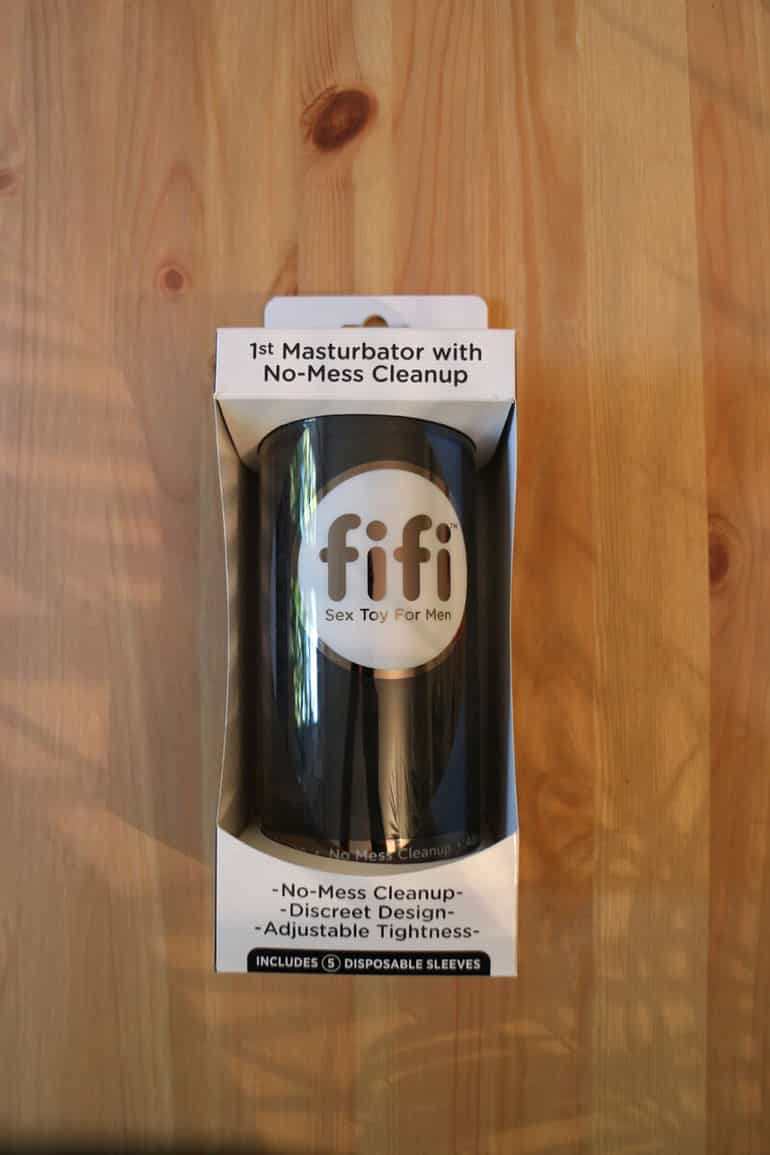 1st Masturbator with
No-Mess Cleanup
fifi™
Sex Toy For Men
No Mess Cleanup •
-No-Mess Cleanup-
-Discreet Design-
-Adjustable Tightness-
INCLUDES 5 DISPOSABLE SLEEVES